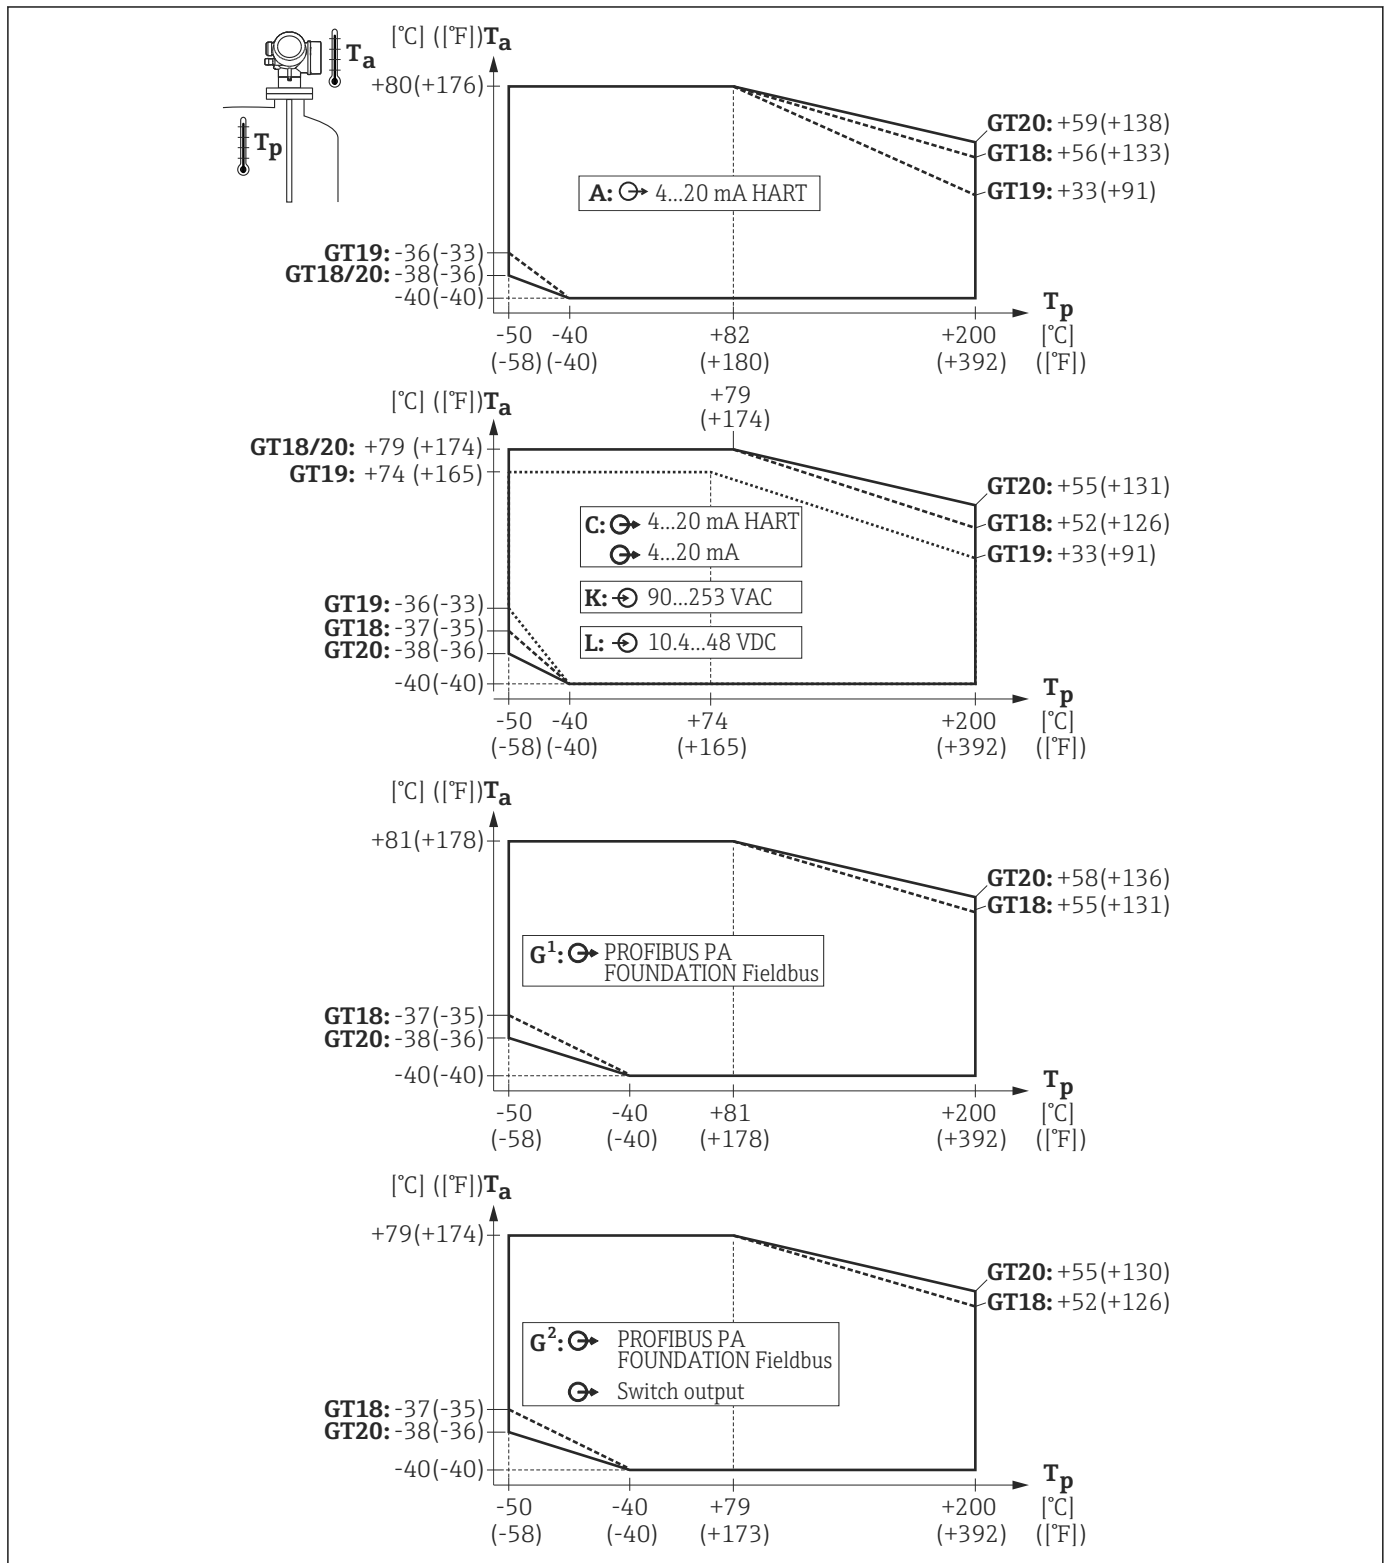 [°C] ([°F]) Ta
Ta
Tp
+80(+176)
GT20: +59(+138)
GT18: +56(+133)
GT19: +33(+91)
A: 4...20 mA HART
GT19: -36(-33)
GT18/20: -38(-36)
-40(-40)
Tp
-50 -40 +82 +200 [°C]
(-58) (-40) (+180) (+392) ([°F])
[°C] ([°F]) Ta
+79
(+174)
GT18/20: +79 (+174)
GT19: +74 (+165)
GT20: +55(+131)
GT18: +52(+126)
GT19: +33(+91)
C: 4...20 mA HART
4...20 mA
K: 90...253 VAC
L: 10.4...48 VDC
GT19: -36(-33)
GT18: -37(-35)
GT20: -38(-36)
-40(-40)
Tp
-50 -40 +74 +200 [°C]
(-58) (-40) (+165) (+392) ([°F])
[°C] ([°F]) Ta
+81(+178)
GT20: +58(+136)
GT18: +55(+131)
G1: PROFIBUS PA
FOUNDATION Fieldbus
GT18: -37(-35)
GT20: -38(-36)
-40(-40)
Tp
-50 -40 +81 +200 [°C]
(-58) (-40) (+178) (+392) ([°F])
[°C] ([°F]) Ta
+79(+174)
GT20: +55(+130)
GT18: +52(+126)
G2: PROFIBUS PA
FOUNDATION Fieldbus
Switch output
GT18: -37(-35)
GT20: -38(-36)
-40(-40)
Tp
-50 -40 +79 +200 [°C]
(-58) (-40) (+173) (+392) ([°F])